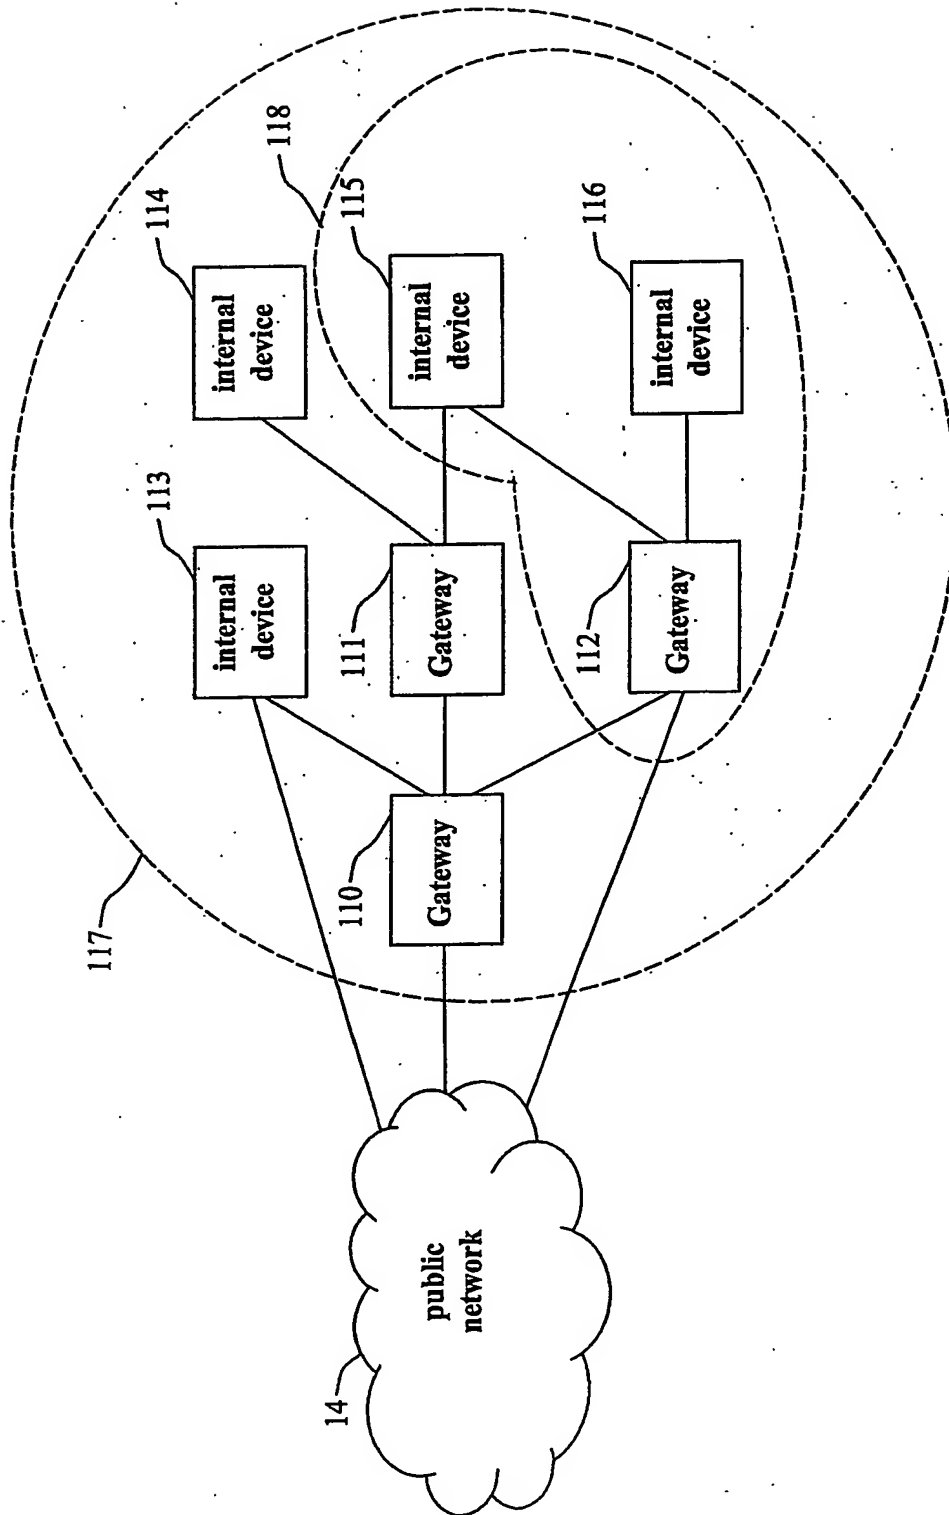 117
113
114
118
internal
device
internal
device
115
110
111
Gateway
Gateway
internal
device
14
public
network
112
116
Gateway
internal
device